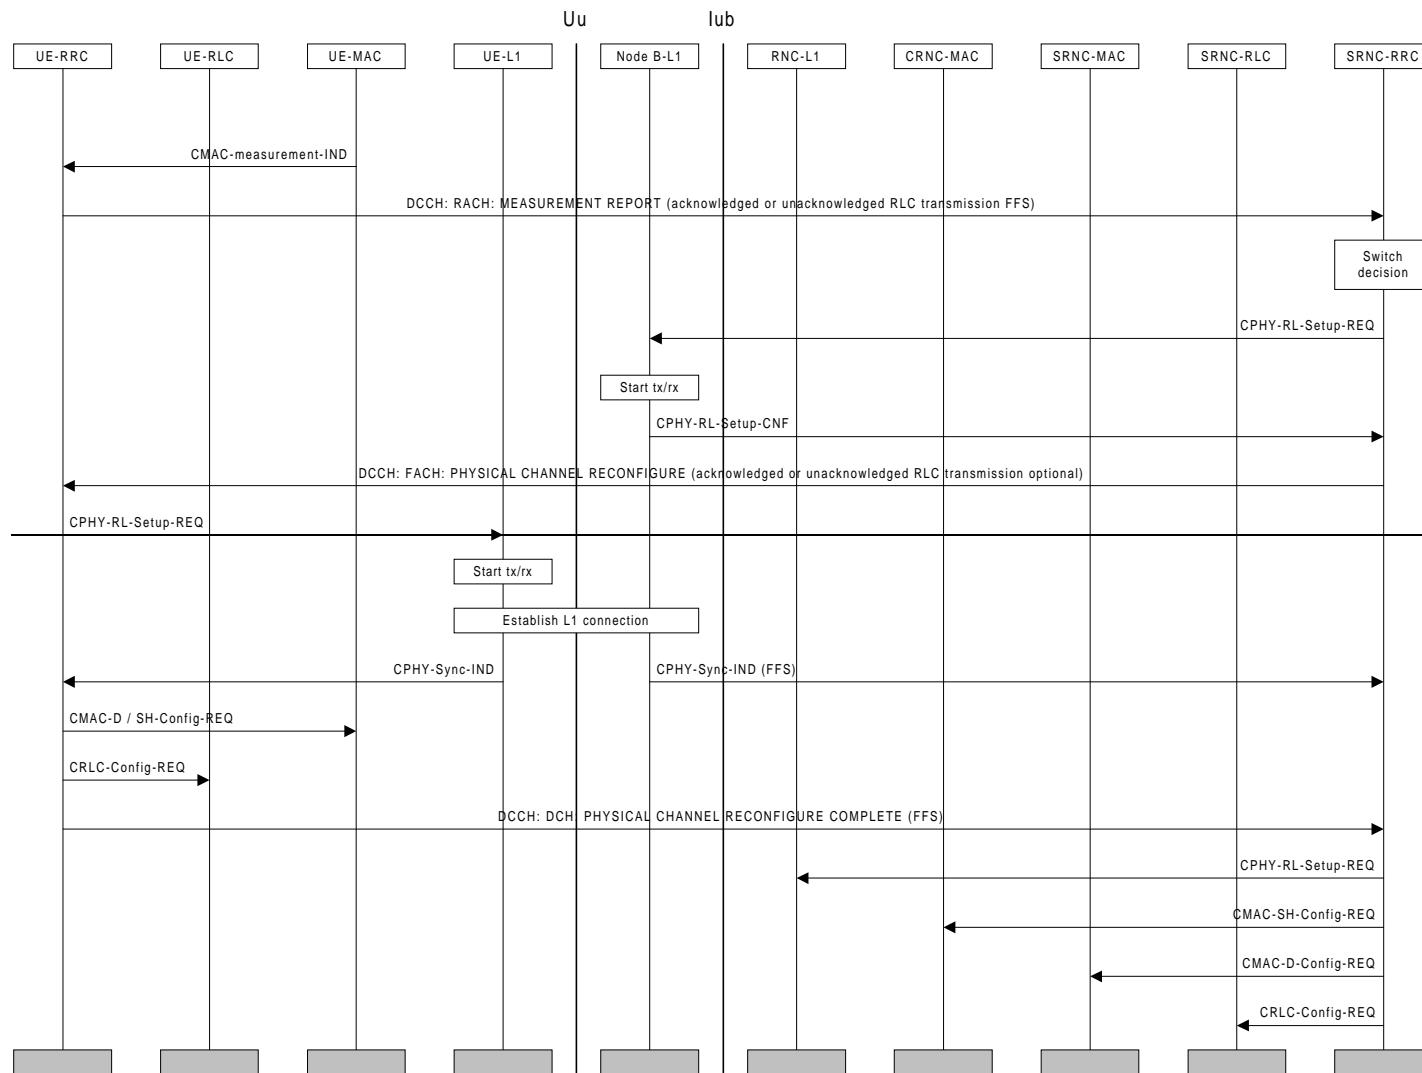 Uu
Iub
UE-RRC
UE-RLC
UE-MAC
UE-L1
Node B-L1
RNC-L1
CRNC-MAC
SRNC-MAC
SRNC-RLC
SRNC-RRC
CMAC-measurement-IND
DCCH: RACH: MEASUREMENT REPORT (acknowledged or unacknowledged RLC transmission FFS)
Switch
decision
CPHY-RL-Setup-REQ
Start tx/rx
CPHY-RL-Setup-CNF
DCCH: FACH: PHYSICAL CHANNEL RECONFIGURE (acknowledged or unacknowledged RLC transmission optional)
CPHY-RL-Setup-REQ
Start tx/rx
Establish L1 connection
CPHY-Sync-IND
CPHY-Sync-IND (FFS)
CMAC-D / SH-Config-REQ
CRLC-Config-REQ
DCCH: DCH: PHYSICAL CHANNEL RECONFIGURE COMPLETE (FFS)
CPHY-RL-Setup-REQ
CMAC-SH-Config-REQ
CMAC-D-Config-REQ
CRLC-Config-REQ